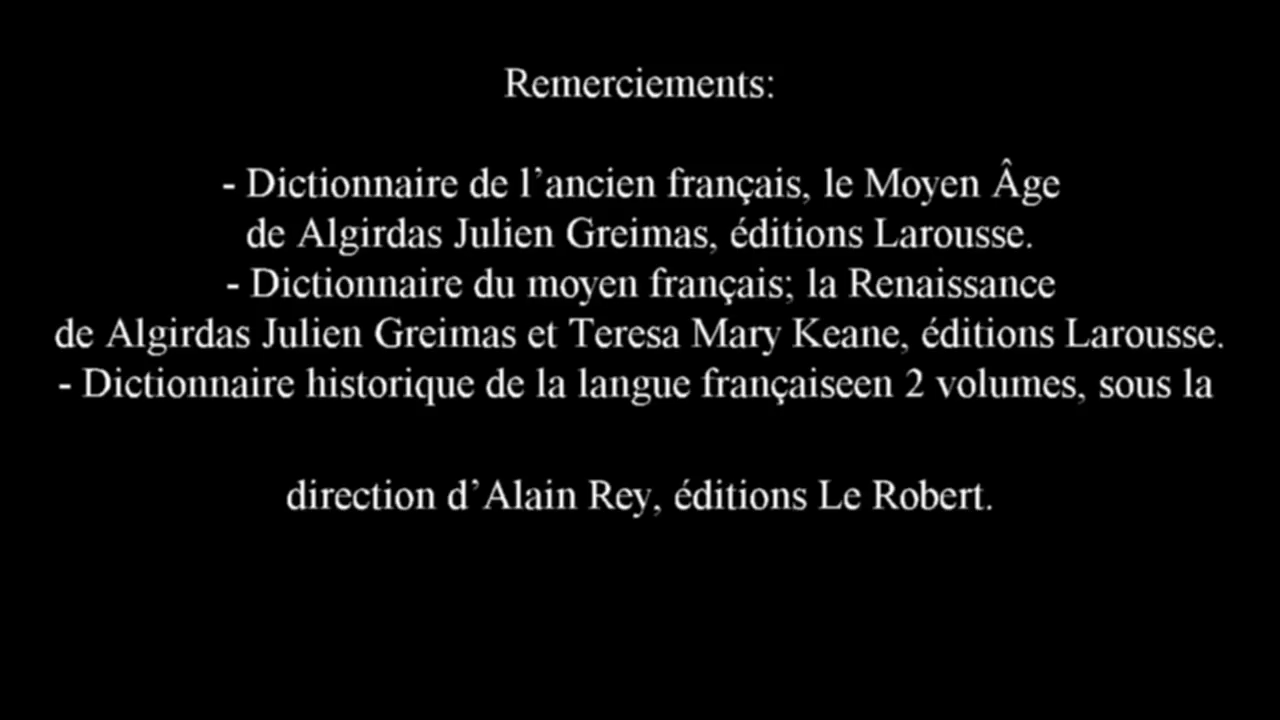 Remerciements:
- Dictionnaire de l’ancien français, le Moyen Âge
de Algirdas Julien Greimas, éditions Larousse.
- Dictionnaire du moyen français; la Renaissance
de Algirdas Julien Greimas et Teresa Mary Keane, éditions Larousse.
- Dictionnaire historique de la langue françaiseen 2 volumes, sous la
direction d’Alain Rey, éditions Le Robert.